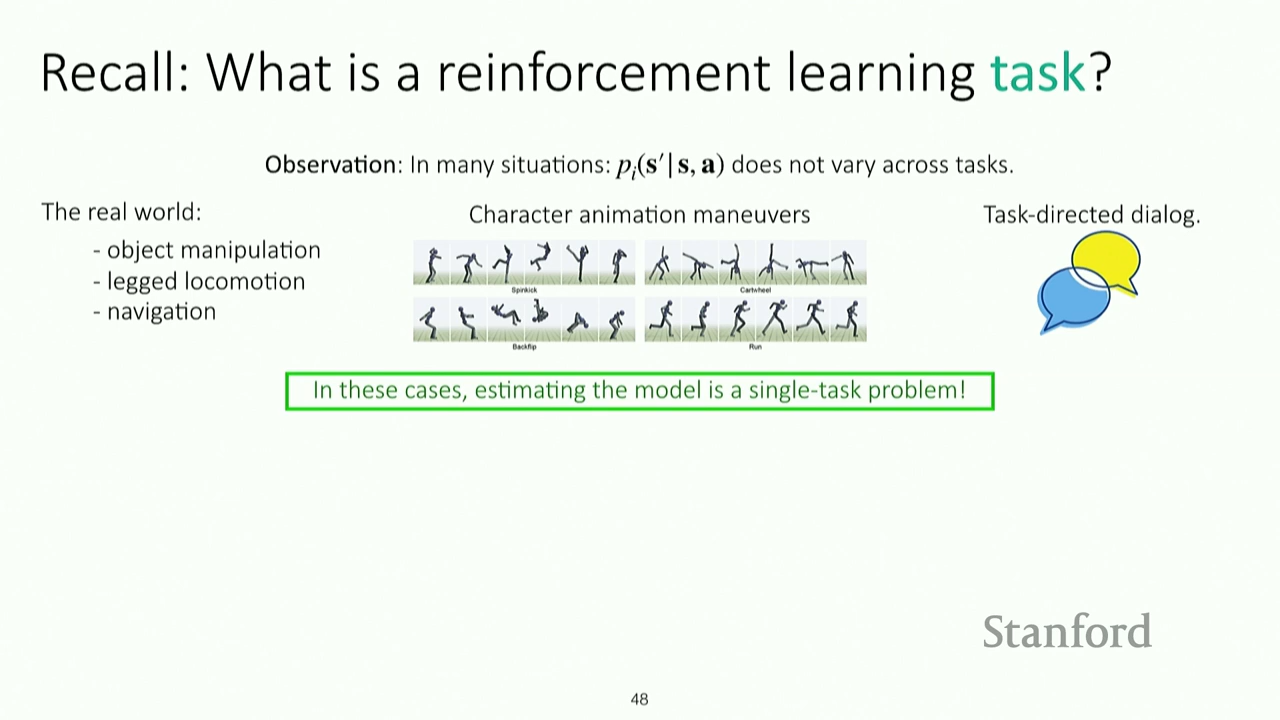 Recall: What is a reinforcement learning task?
Observation: In many situations: pᵢ(s′|s, a) does not vary across tasks.
The real world:
- object manipulation
- legged locomotion
- navigation
Character animation maneuvers
Spinkick
Cartwheel
Backflip
Run
Task-directed dialog.
In these cases, estimating the model is a single-task problem!
Stanford
48